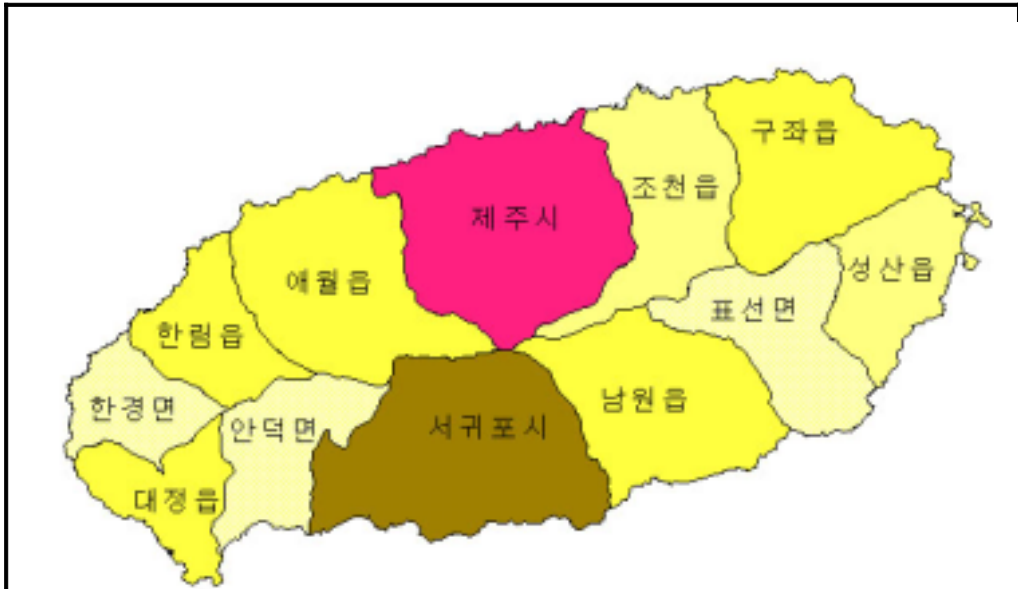 구좌읍
조천읍
제주시
성산읍
애월읍
표선면
한림읍
남원읍
한경면
안덕면
서귀포시
대정읍